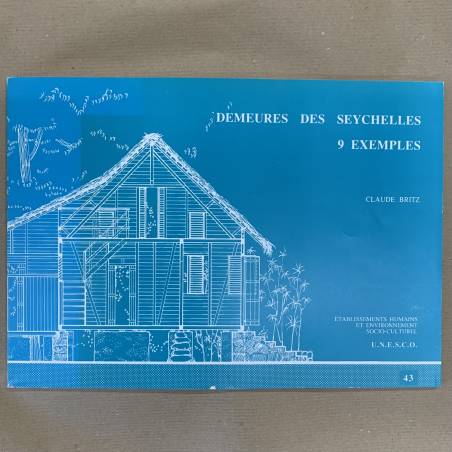 DEMEURES DES SEYCHELLES
9 EXEMPLES
CLAUDE BRITZ
ETABLISSEMENTS HUMAINS
ET ENVIRONNEMENT
SOCIO-CULTUREL
U.N.E.S.C.O.
43